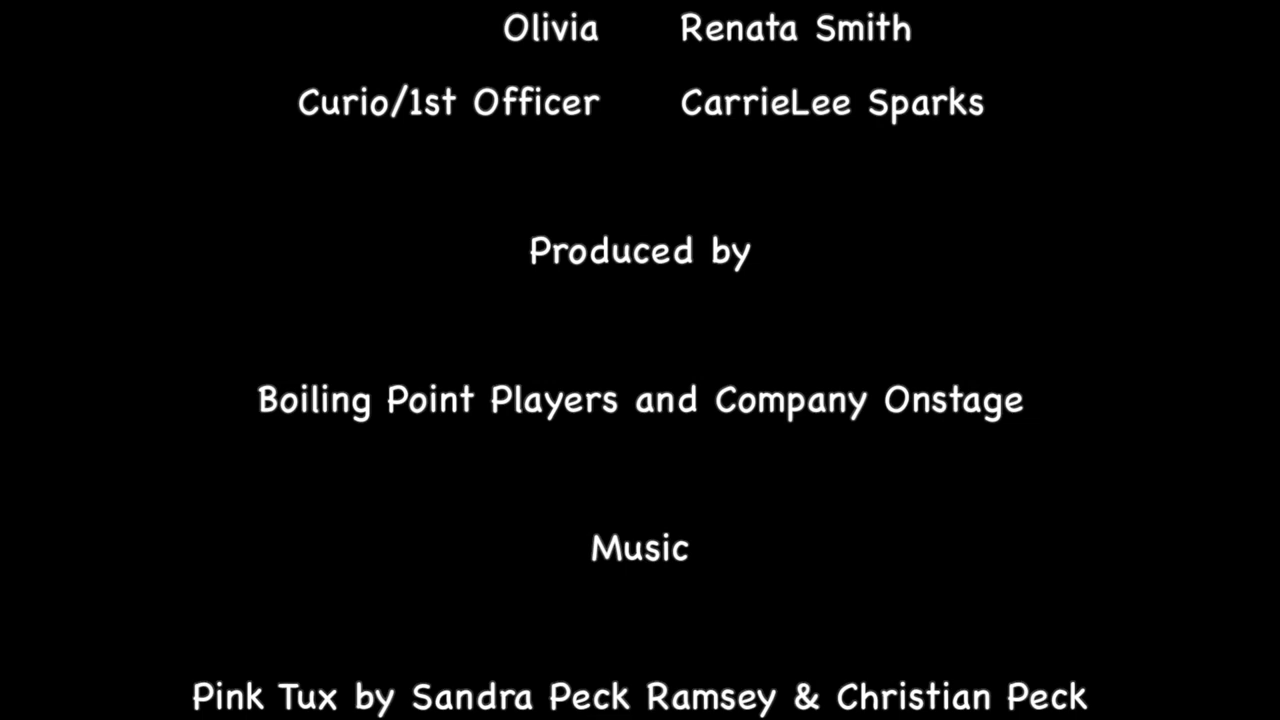 Olivia Renata Smith
Curio/1st Officer CarrieLee Sparks
Produced by
Boiling Point Players and Company Onstage
Music
Pink Tux by Sandra Peck Ramsey & Christian Peck